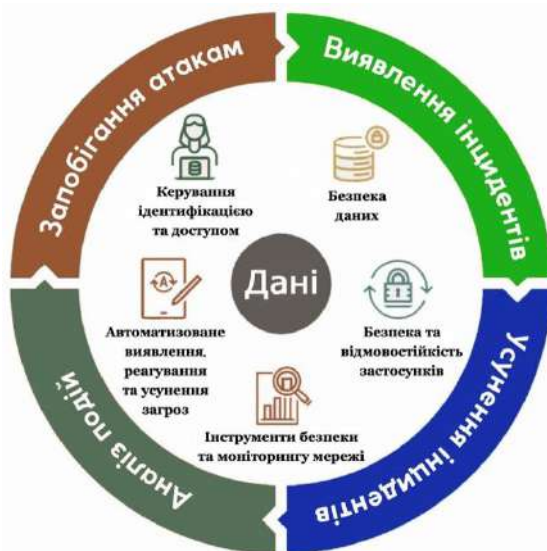 Запобігання атакам
Виявлення інцидентів
Керування
ідентифікацією
та доступом
Безпека
даних
Дані
Автоматизоване
виявлення,
реагування
та усунення
загроз
Безпека та
відмовостійкість
застосунків
Інструменти безпеки
та моніторингу мережі
Аналіз подій
Усунення інцидентів